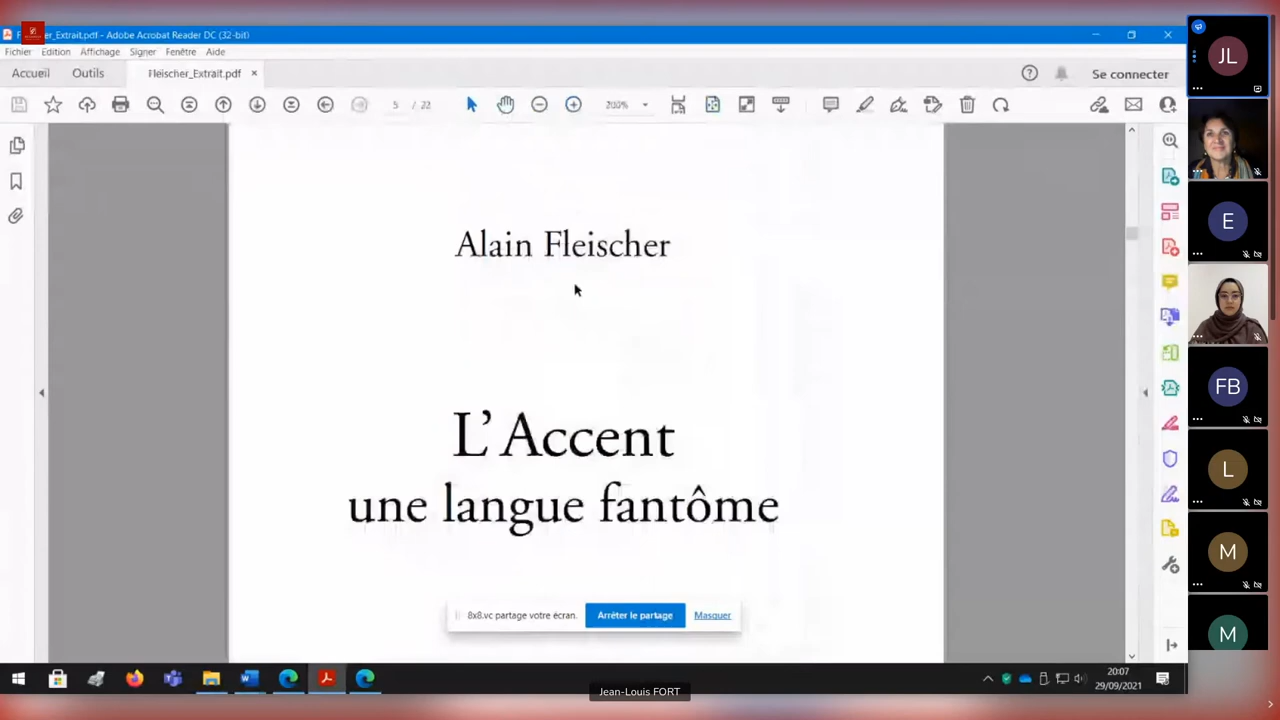 F    er_Extrait.pdf - Adobe Acrobat Reader DC (32-bit)
Fichier Edition Affichage Signer Fenêtre Aide
Accueil Outils Fleischer_Extrait.pdf × Se connecter
5 / 22 200%
JL
Alain Fleischer
E
FB
L'Accent
une langue fantôme
L
M
8x8.vc partage votre écran. Arrêter le partage Masquer
M
20:07
29/09/2021
Jean-Louis FORT